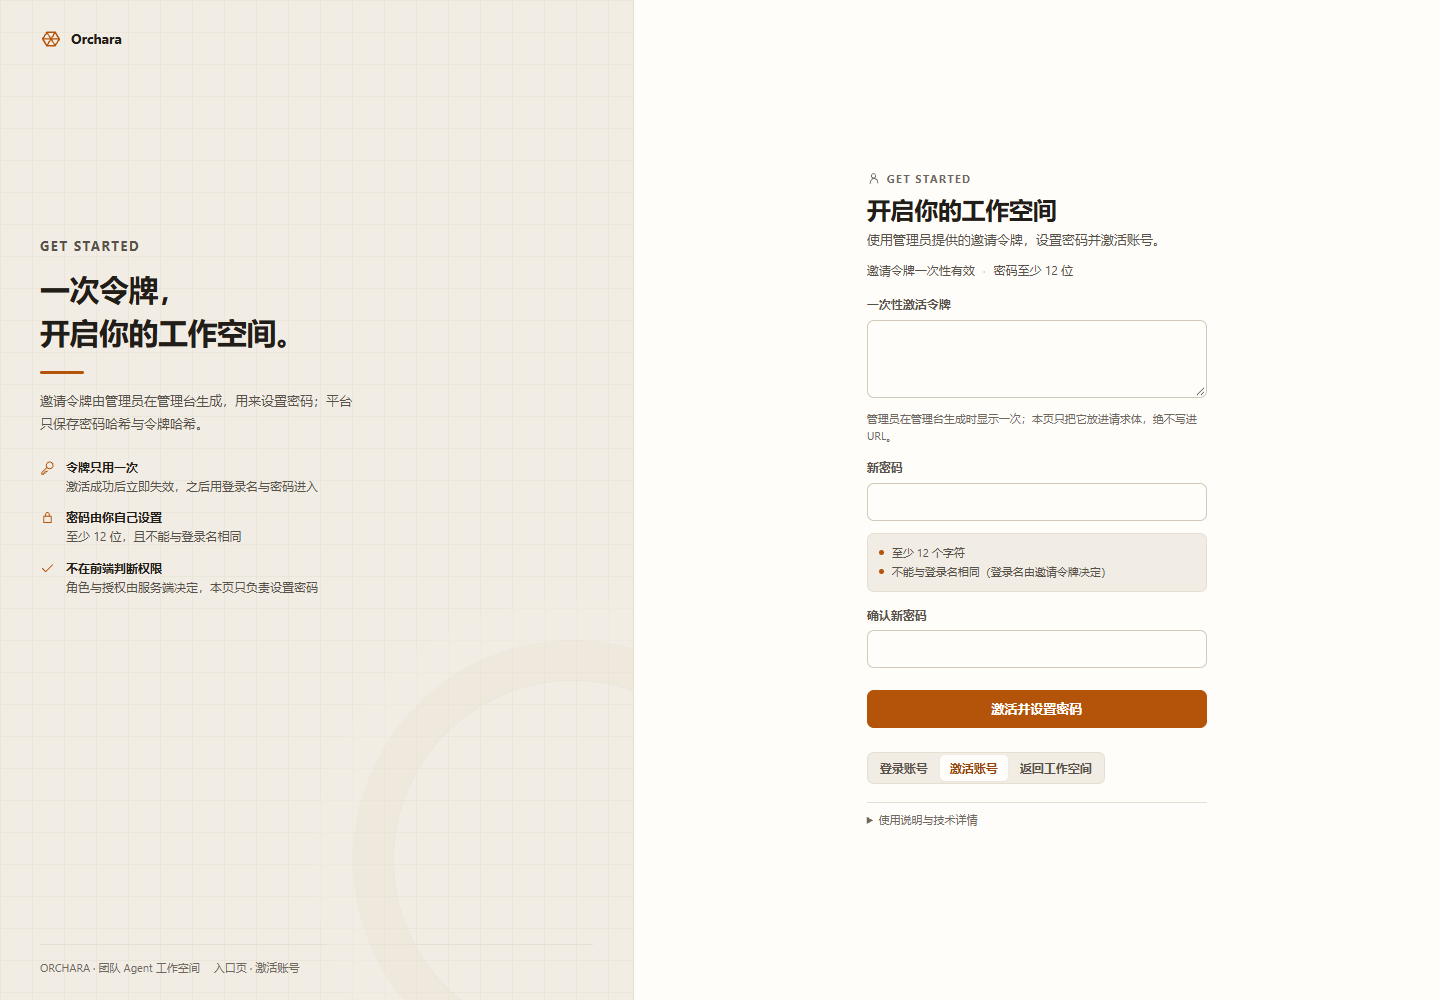 Orchara
GET STARTED
一次令牌，
开启你的工作空间。
邀请令牌由管理员在管理台生成，用来设置密码；平台
只保存密码哈希与令牌哈希。
令牌只用一次
激活成功后立即失效，之后用登录名与密码进入
密码由你自己设置
至少 12 位，且不能与登录名相同
不在前端判断权限
角色与授权由服务端决定，本页只负责设置密码
ORCHARA · 团队 Agent 工作空间 入口页 · 激活账号
GET STARTED
开启你的工作空间
使用管理员提供的邀请令牌，设置密码并激活账号。
邀请令牌一次性有效 · 密码至少 12 位
一次性激活令牌
管理员在管理台生成时显示一次；本页只把它放进请求体，绝不写进
URL。
新密码
至少 12 个字符
不能与登录名相同（登录名由邀请令牌决定）
确认新密码
激活并设置密码
登录账号 激活账号 返回工作空间
使用说明与技术详情